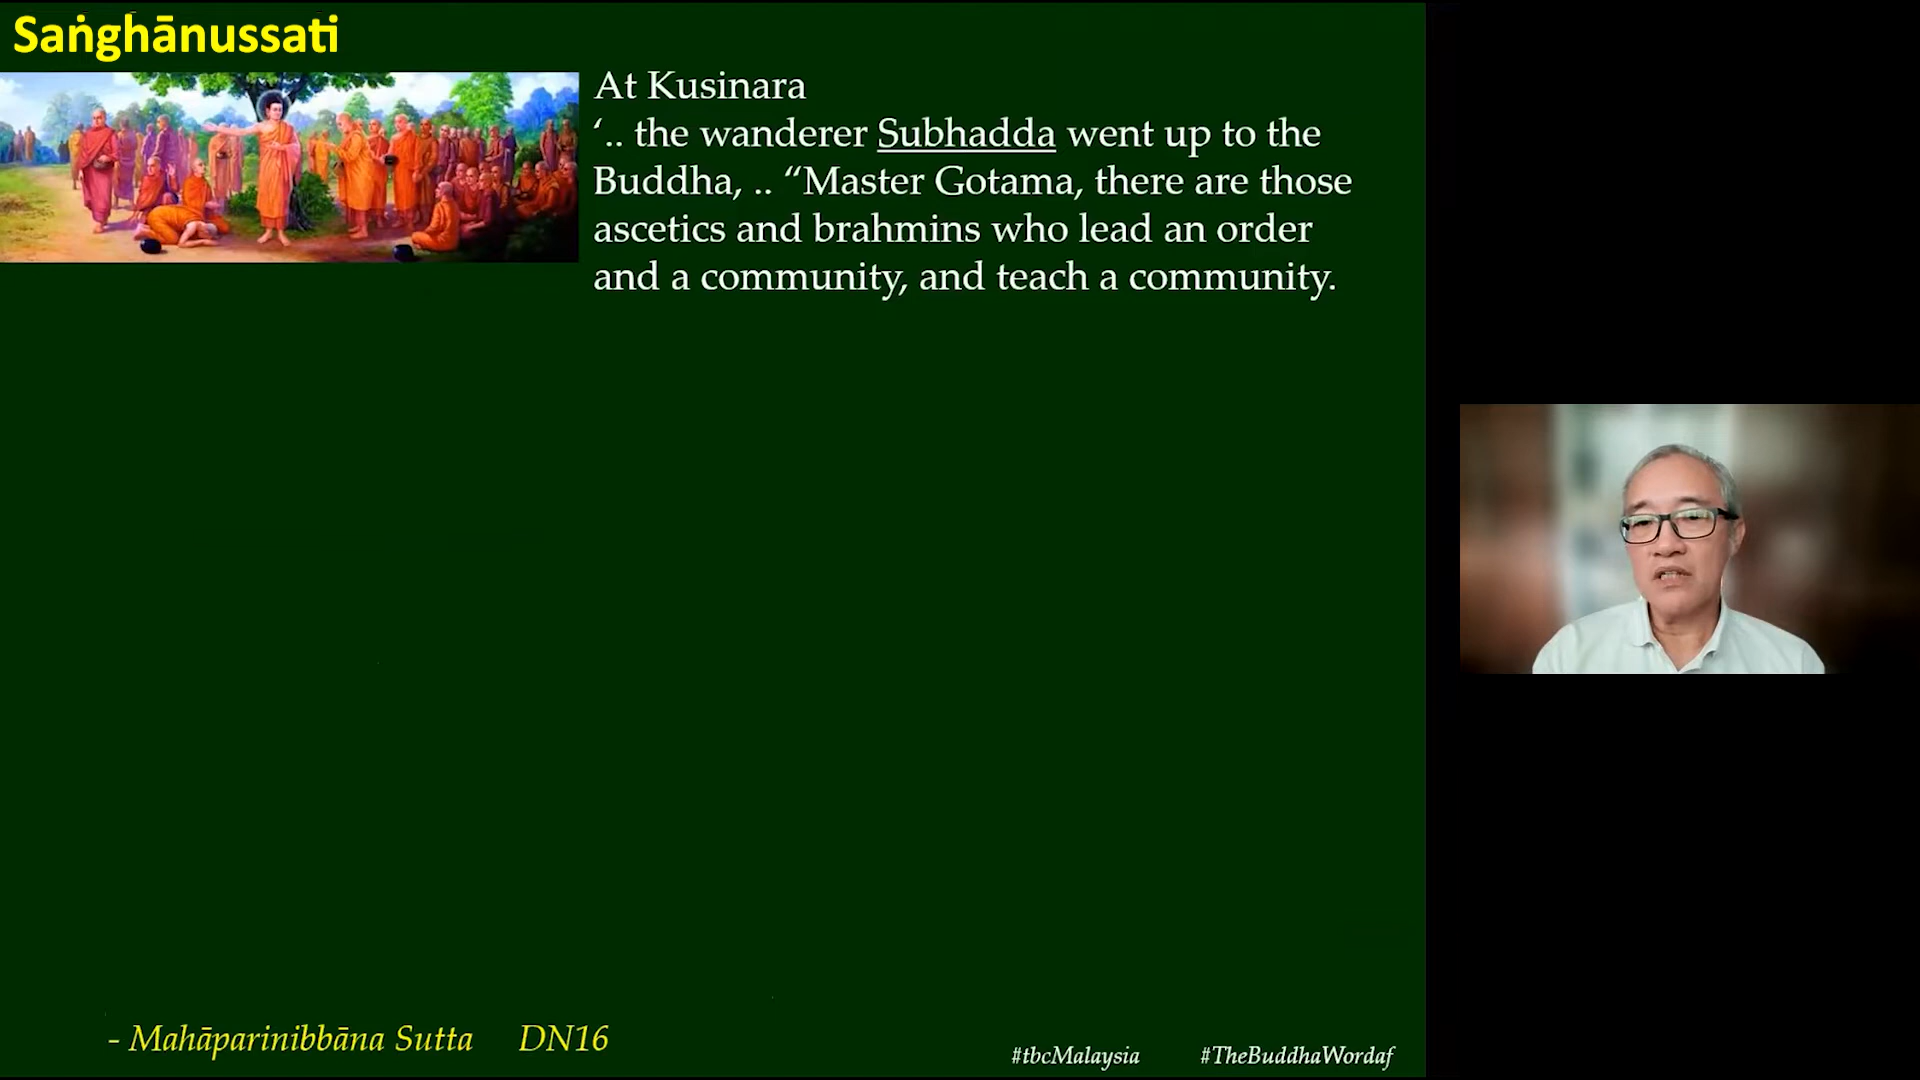 Saṅghānussati
At Kusinara
‘.. the wanderer Subhadda went up to the
Buddha, .. “Master Gotama, there are those
ascetics and brahmins who lead an order
and a community, and teach a community.
- Mahāparinibbāna Sutta DN16
#tbcMalaysia #TheBuddhaWordaf